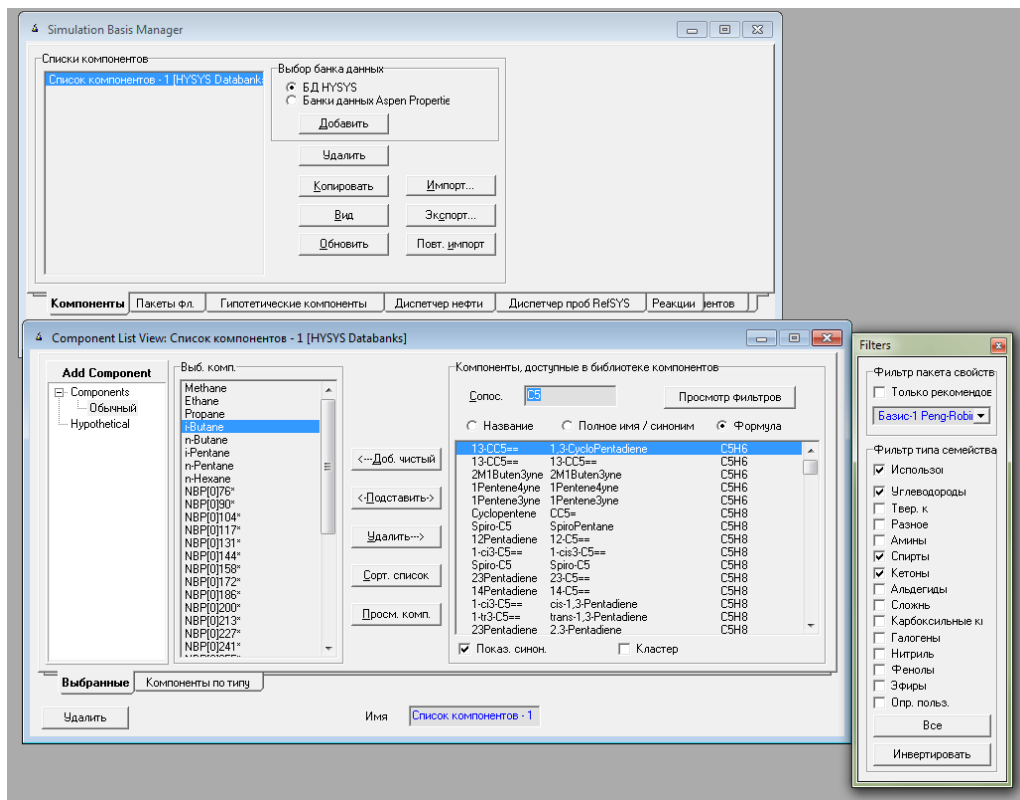 Simulation Basis Manager
Списки компонентов
Список компонентов - 1 [HYSYS Databank
Выбор банка данных
БД HYSYS
Банки данных Aspen Propertie
Добавить
Удалить
Копировать
Импорт...
Вид
Экспорт...
Обновить
Повт. импорт
Компоненты
Пакеты фл.
Гипотетические компоненты
Диспетчер нефти
Диспетчер проб RefSYS
Реакции
ентов
Component List View: Список компонентов - 1 [HYSYS Databanks]
Add Component
Components
Обычный
Hypothetical
Выб. комп.
Methane
Ethane
Propane
i-Butane
n-Butane
i-Pentane
n-Pentane
n-Hexane
NBP[0]76*
NBP[0]90*
NBP[0]104*
NBP[0]117*
NBP[0]131*
NBP[0]144*
NBP[0]158*
NBP[0]172*
NBP[0]186*
NBP[0]200*
NBP[0]213*
NBP[0]227*
NBP[0]241*
<---Доб. чистый
<-Подставить->
Удалить--->
Сорт. список
Просм. комп.
Компоненты, доступные в библиотеке компонентов
Сопос. C5
Просмотр фильтров
Название Полное имя / синоним Формула
13-CC5== 1,3-CycloPentadiene C5H6
13-CC5== 13-CC5== C5H6
2M1Buten3yne 2M1Buten3yne C5H6
1Pentene4yne 1Pentene4yne C5H6
1Pentene3yne 1Pentene3yne C5H6
Cyclopentene CC5= C5H8
Spiro-C5 SpiroPentane C5H8
12Pentadiene 12-C5== C5H8
1-ci3-C5== 1-cis3-C5== C5H8
Spiro-C5 Spiro-C5 C5H8
23Pentadiene 23-C5== C5H8
14Pentadiene 14-C5== C5H8
1-ci3-C5== cis-1,3-Pentadiene C5H8
1-tr3-C5== trans-1,3-Pentadiene C5H8
23Pentadiene 2,3-Pentadiene C5H8
Показ. синон. Кластер
Выбранные
Компоненты по типу
Удалить
Имя Список компонентов - 1
Filters
Фильтр пакета свойств
Только рекомендов
Базис-1 Peng-Robi
Фильтр типа семейства
Использов
Углеводороды
Твер. к
Разное
Амины
Спирты
Кетоны
Альдегиды
Сложнь
Карбоксильные кі
Галогены
Нитриль
Фенолы
Эфиры
Опр. польз.
Все
Инвертировать